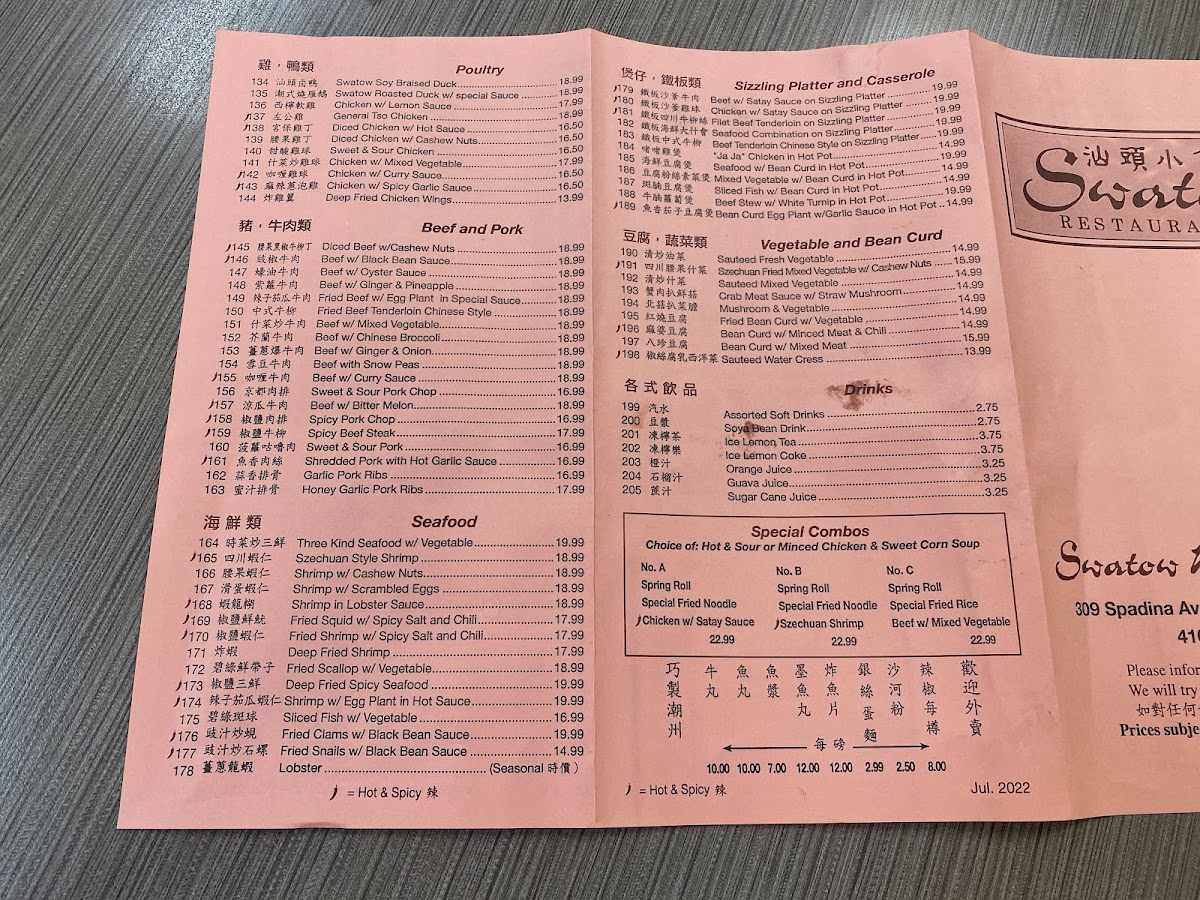 雞，鴨類 Poultry
134 汕頭卤鴨 Swatow Soy Braised Duck 18.99
135 潮式燒雁鵝 Swatow Roasted Duck w/ special Sauce 18.99
136 西檸軟雞 Chicken w/ Lemon Sauce 17.99
137 左公雞 General Tso Chicken 18.99
138 宮保雞丁 Diced Chicken w/ Hot Sauce 16.50
139 腰果雞丁 Diced Chicken w/ Cashew Nuts 16.50
140 甜酸雞球 Sweet & Sour Chicken 16.50
141 什菜炒雞球 Chicken w/ Mixed Vegetable 17.99
142 咖喱雞球 Chicken w/ Curry Sauce 16.50
143 麻辣蔥泡雞 Chicken w/ Spicy Garlic Sauce 16.50
144 炸雞翼 Deep Fried Chicken Wings 13.99
豬，牛肉類 Beef and Pork
145 腰果黑椒牛柳丁 Diced Beef w/Cashew Nuts 18.99
146 豉椒牛肉 Beef w/ Black Bean Sauce 18.99
147 蠔油牛肉 Beef w/ Oyster Sauce 18.99
148 紫蘿牛肉 Beef w/ Ginger & Pineapple 18.99
149 辣子茄瓜牛肉 Fried Beef w/ Egg Plant in Special Sauce 18.99
150 中式牛柳 Fried Beef Tenderloin Chinese Style 18.99
151 什菜炒牛肉 Beef w/ Mixed Vegetable 18.99
152 芥蘭牛肉 Beef w/ Chinese Broccoli 18.99
153 薑蔥爆牛肉 Beef w/ Ginger & Onion 18.99
154 雪豆牛肉 Beef with Snow Peas 18.99
155 咖喱牛肉 Beef w/ Curry Sauce 18.99
156 京都肉排 Sweet & Sour Pork Chop 16.99
157 涼瓜牛肉 Beef w/ Bitter Melon 18.99
158 椒鹽肉排 Spicy Pork Chop 16.99
159 椒鹽牛柳 Spicy Beef Steak 17.99
160 菠蘿咕嚕肉 Sweet & Sour Pork 16.99
161 魚香肉絲 Shredded Pork with Hot Garlic Sauce 16.99
162 蒜香排骨 Garlic Pork Ribs 16.99
163 蜜汁排骨 Honey Garlic Pork Ribs 17.99
海鮮類 Seafood
164 時菜炒三鮮 Three Kind Seafood w/ Vegetable 19.99
165 四川蝦仁 Szechuan Style Shrimp 18.99
166 腰果蝦仁 Shrimp w/ Cashew Nuts 18.99
167 滑蛋蝦仁 Shrimp w/ Scrambled Eggs 18.99
168 蝦龍糊 Shrimp in Lobster Sauce 18.99
169 椒鹽鮮魷 Fried Squid w/ Spicy Salt and Chili 17.99
170 椒鹽蝦仁 Fried Shrimp w/ Spicy Salt and Chili 17.99
171 炸蝦 Deep Fried Shrimp 17.99
172 碧綠鮮帶子 Fried Scallop w/ Vegetable 18.99
173 椒鹽三鮮 Deep Fried Spicy Seafood 19.99
174 辣子茄瓜蝦仁 Shrimp w/ Egg Plant in Hot Sauce 19.99
175 碧綠斑球 Sliced Fish w/ Vegetable 16.99
176 豉汁炒蜆 Fried Clams w/ Black Bean Sauce 19.99
177 豉汁炒石螺 Fried Snails w/ Black Bean Sauce 14.99
178 薑蔥龍蝦 Lobster (Seasonal 時價)
= Hot & Spicy 辣
煲仔，鐵板類 Sizzling Platter and Casserole
179 鐵板沙爹牛肉 Beef w/ Satay Sauce on Sizzling Platter 19.99
180 鐵板沙爹雞球 Chicken w/ Satay Sauce on Sizzling Platter 19.99
181 鐵板四川牛柳絲 Filet Beef Tenderloin on Sizzling Platter 19.99
182 鐵板海鮮大什會 Seafood Combination on Sizzling Platter 19.99
183 鐵板中式牛柳 Beef Tenderloin Chinese Style on Sizzling Platter 19.99
184 啫啫雞煲 "Ja Ja" Chicken in Hot Pot 14.99
185 海鮮豆腐煲 Seafood w/ Bean Curd in Hot Pot 19.99
186 豆腐粉絲素菜煲 Mixed Vegetable w/ Bean Curd in Hot Pot 14.99
187 斑腩豆腐煲 Sliced Fish w/ Bean Curd in Hot Pot 14.99
188 牛腩蘿蔔煲 Beef Stew w/ White Turnip in Hot Pot 19.99
189 魚香茄子豆腐煲 Bean Curd Egg Plant w/Garlic Sauce in Hot Pot 14.99
豆腐，蔬菜類 Vegetable and Bean Curd
190 清炒油菜 Sauteed Fresh Vegetable 14.99
191 四川腰果什菜 Szechuan Fried Mixed Vegetable w/ Cashew Nuts 15.99
192 清炒什菜 Sauteed Mixed Vegetable 14.99
193 蟹肉扒鮮菇 Crab Meat Sauce w/ Straw Mushroom 14.99
194 北菇扒菜膽 Mushroom & Vegetable 14.99
195 紅燒豆腐 Fried Bean Curd w/ Vegetable 14.99
196 麻婆豆腐 Bean Curd w/ Minced Meat & Chili 14.99
197 八珍豆腐 Bean Curd w/ Mixed Meat 15.99
198 椒絲腐乳西洋菜 Sauteed Water Cress 13.99
各式飲品 Drinks
199 汽水 Assorted Soft Drinks 2.75
200 豆漿 Soya Bean Drink 2.75
201 凍檸茶 Ice Lemon Tea 3.75
202 凍檸樂 Ice Lemon Coke 3.75
203 橙汁 Orange Juice 3.25
204 石榴汁 Guava Juice 3.25
205 蔗汁 Sugar Cane Juice 3.25
Special Combos
Choice of: Hot & Sour or Minced Chicken & Sweet Corn Soup
No. A
Spring Roll
Special Fried Noodle
Chicken w/ Satay Sauce
22.99
No. B
Spring Roll
Special Fried Noodle
Szechuan Shrimp
22.99
No. C
Spring Roll
Special Fried Rice
Beef w/ Mixed Vegetable
22.99
巧製潮州
牛丸
魚丸
魚漿
墨魚丸
炸魚片
銀絲蛋麵
沙河粉
辣椒每樽
歡迎外賣
每磅
10.00 10.00 7.00 12.00 12.00 2.99 2.50 8.00
= Hot & Spicy 辣
Jul. 2022
汕頭小
Swatow
RESTAURA
Swatow
309 Spadina Av
416
Please infor
We will try
如對任何
Prices subje